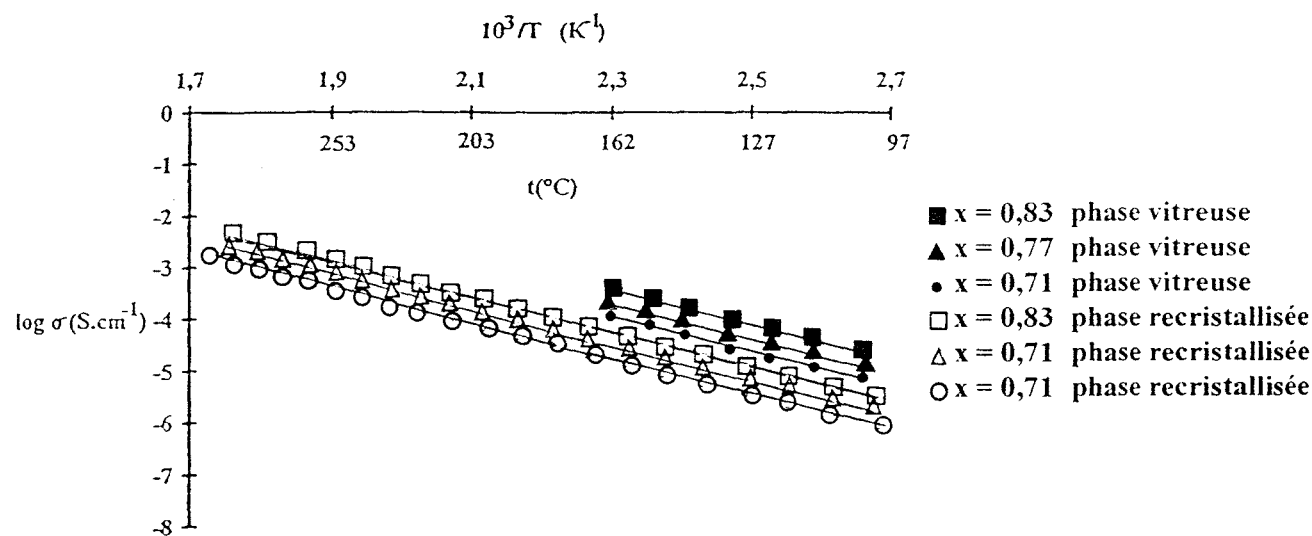 10³/T (K⁻¹)
1,7 1,9 2,1 2,3 2,5 2,7
0
253 203 162 127 97
-1
t(°C)
-2
-3
log σ (S.cm⁻¹) -4
-5
-6
-7
-8
■ x = 0,83 phase vitreuse
▲ x = 0,77 phase vitreuse
● x = 0,71 phase vitreuse
□ x = 0,83 phase recristallisée
△ x = 0,71 phase recristallisée
○ x = 0,71 phase recristallisée